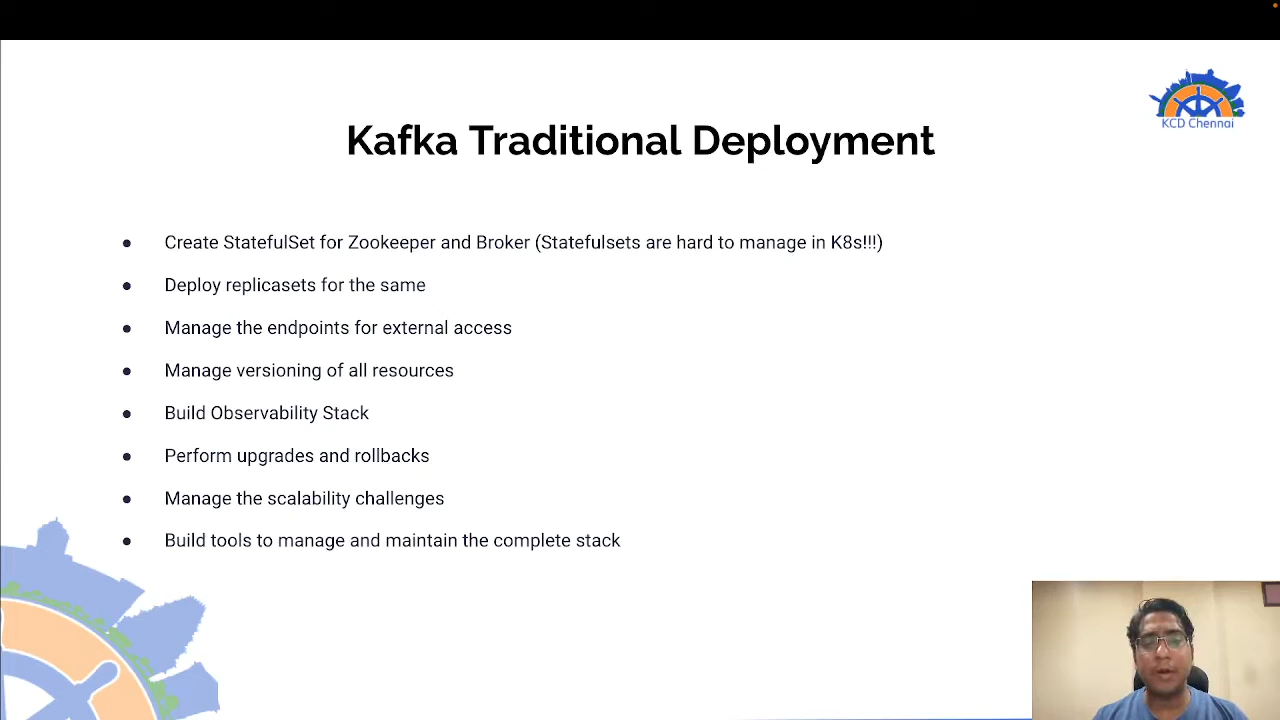 KCD Chennai
Kafka Traditional Deployment
Create StatefulSet for Zookeeper and Broker (Statefulsets are hard to manage in K8s!!!)
Deploy replicasets for the same
Manage the endpoints for external access
Manage versioning of all resources
Build Observability Stack
Perform upgrades and rollbacks
Manage the scalability challenges
Build tools to manage and maintain the complete stack